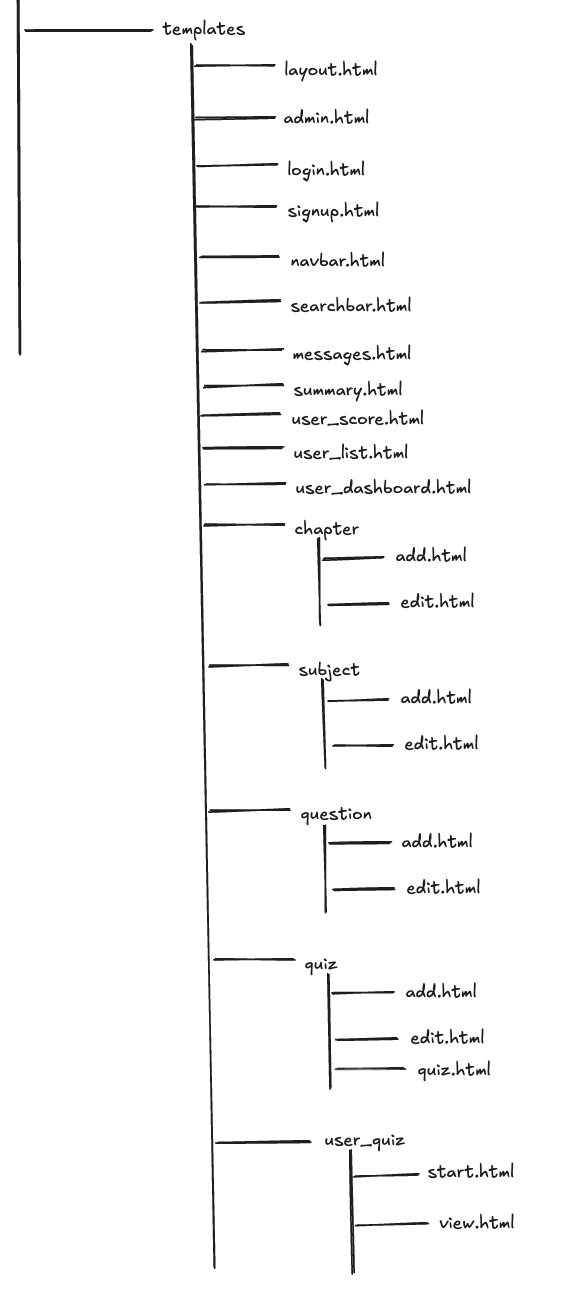 templates
layout.html
admin.html
login.html
signup.html
navbar.html
searchbar.html
messages.html
summary.html
user_score.html
user_list.html
user_dashboard.html
chapter
add.html
edit.html
subject
add.html
edit.html
question
add.html
edit.html
quiz
add.html
edit.html
quiz.html
user_quiz
start.html
view.html